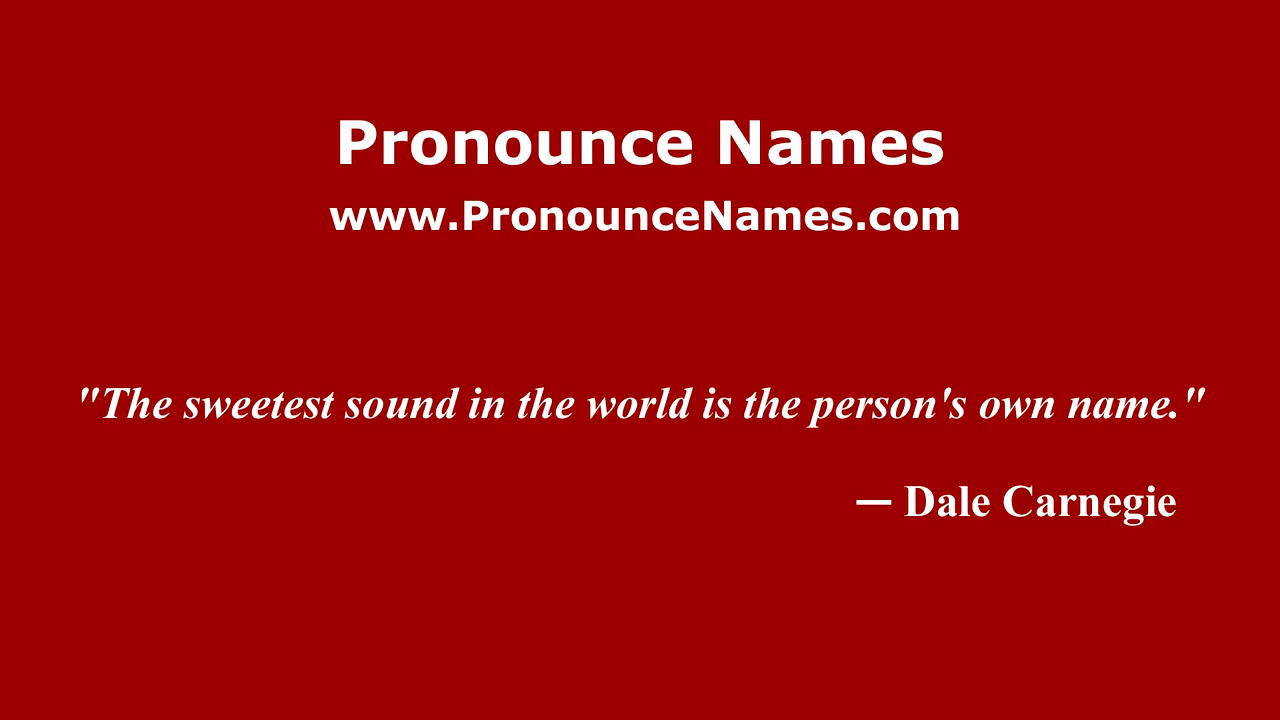 Pronounce Names
www.PronounceNames.com
"The sweetest sound in the world is the person's own name."
— Dale Carnegie